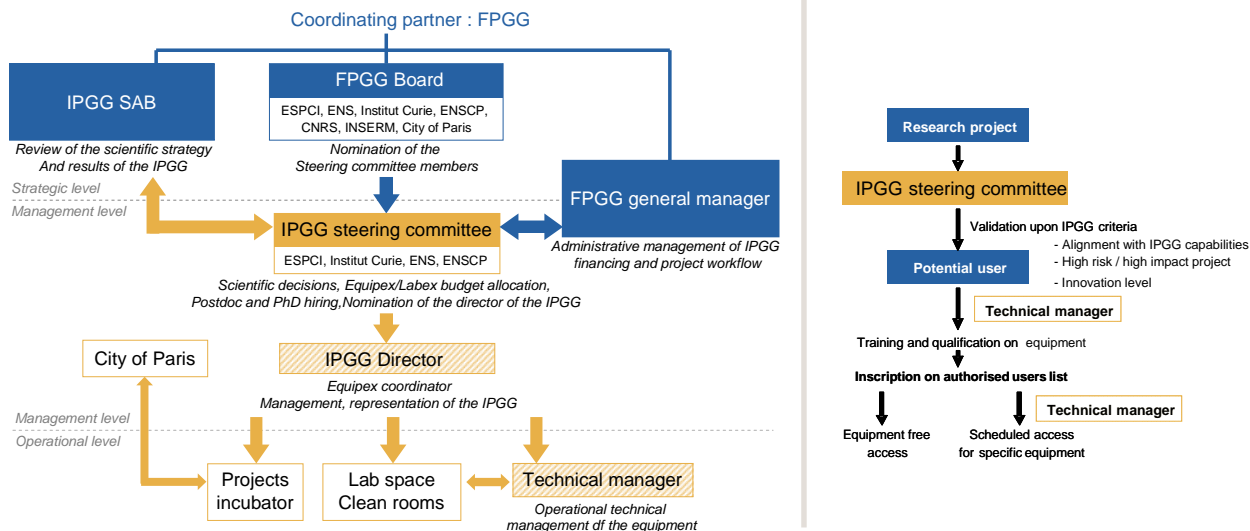 Coordinating partner : FPGG
IPGG SAB
Review of the scientific strategy
And results of the IPGG
FPGG Board
ESPCI, ENS, Institut Curie, ENSCP,
CNRS, INSERM, City of Paris
Nomination of the
Steering committee members
Strategic level
Management level
FPGG general manager
Administrative management of IPGG
financing and project workflow
IPGG steering committee
ESPCI, Institut Curie, ENS, ENSCP
Scientific decisions, Equipex/Labex budget allocation,
Postdoc and PhD hiring,Nomination of the director of the IPGG
City of Paris
IPGG Director
Equipex coordinator
Management, representation of the IPGG
Management level
Operational level
Projects
incubator
Lab space
Clean rooms
Technical manager
Operational technical
management df the equipment
Research project
IPGG steering committee
Validation upon IPGG criteria
- Alignment with IPGG capabilities
- High risk / high impact project
- Innovation level
Potential user
Technical manager
Training and qualification on equipment
Inscription on authorised users list
Technical manager
Equipment free
access
Scheduled access
for specific equipment